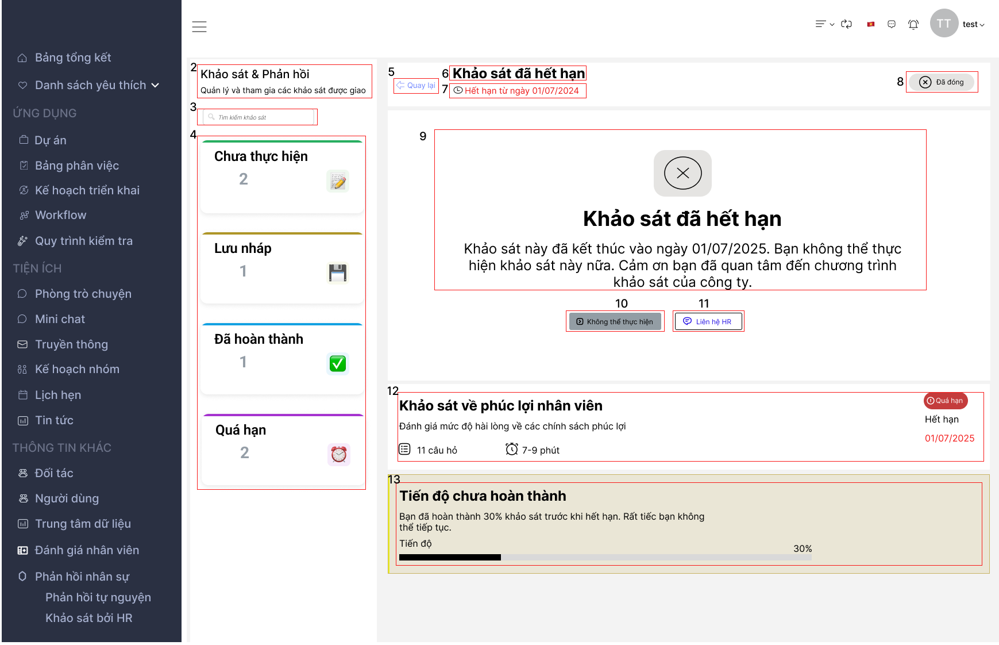 Bảng tổng kết
Danh sách yêu thích
ỨNG DỤNG
Dự án
Bảng phân việc
Kế hoạch triển khai
Workflow
Quy trình kiểm tra
TIỆN ÍCH
Phòng trò chuyện
Mini chat
Truyền thông
Kế hoạch nhóm
Lịch hẹn
Tin tức
THÔNG TIN KHÁC
Đối tác
Người dùng
Trung tâm dữ liệu
Đánh giá nhân viên
Phản hồi nhân sự
Phản hồi tự nguyện
Khảo sát bởi HR
TT
test
2
Khảo sát & Phản hồi
Quản lý và tham gia các khảo sát được giao
3
Tìm kiếm khảo sát
4
Chưa thực hiện
2
Lưu nháp
1
Đã hoàn thành
1
Quá hạn
2
5
Quay lại
6
Khảo sát đã hết hạn
7
Hết hạn từ ngày 01/07/2024
8
Đã đóng
9
Khảo sát đã hết hạn
Khảo sát này đã kết thúc vào ngày 01/07/2025. Bạn không thể thực
hiện khảo sát này nữa. Cảm ơn bạn đã quan tâm đến chương trình
khảo sát của công ty.
10
Không thể thực hiện
11
Liên hệ HR
12
Khảo sát về phúc lợi nhân viên
Đánh giá mức độ hài lòng về các chính sách phúc lợi
11 câu hỏ
7-9 phút
Quá hạn
Hết hạn
01/07/2025
13
Tiến độ chưa hoàn thành
Bạn đã hoàn thành 30% khảo sát trước khi hết hạn. Rất tiếc bạn không
thể tiếp tục.
Tiến độ
30%